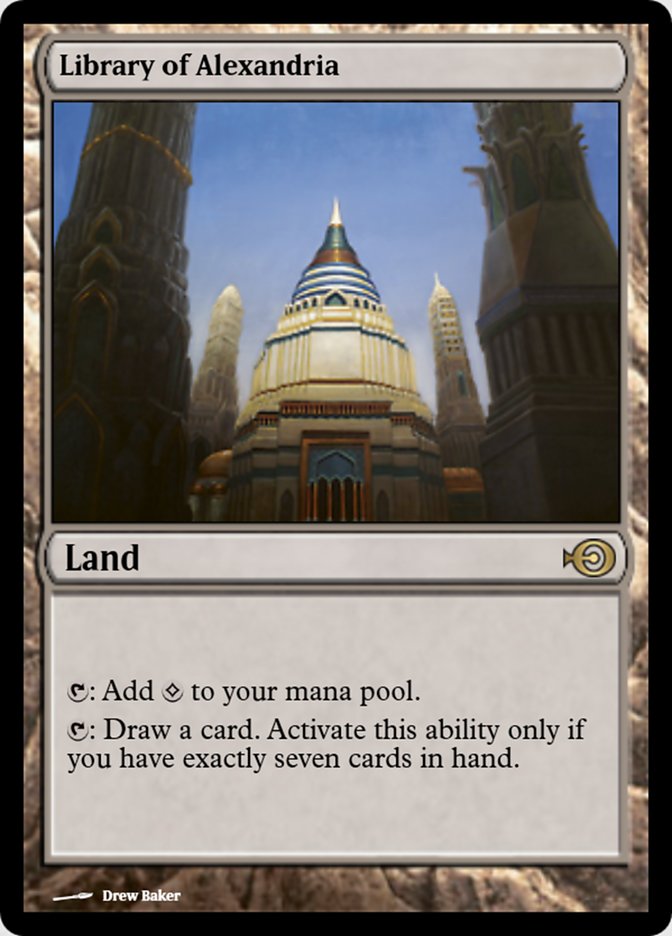 Library of Alexandria
Land
: Add to your mana pool.
: Draw a card. Activate this ability only if
you have exactly seven cards in hand.
Drew Baker